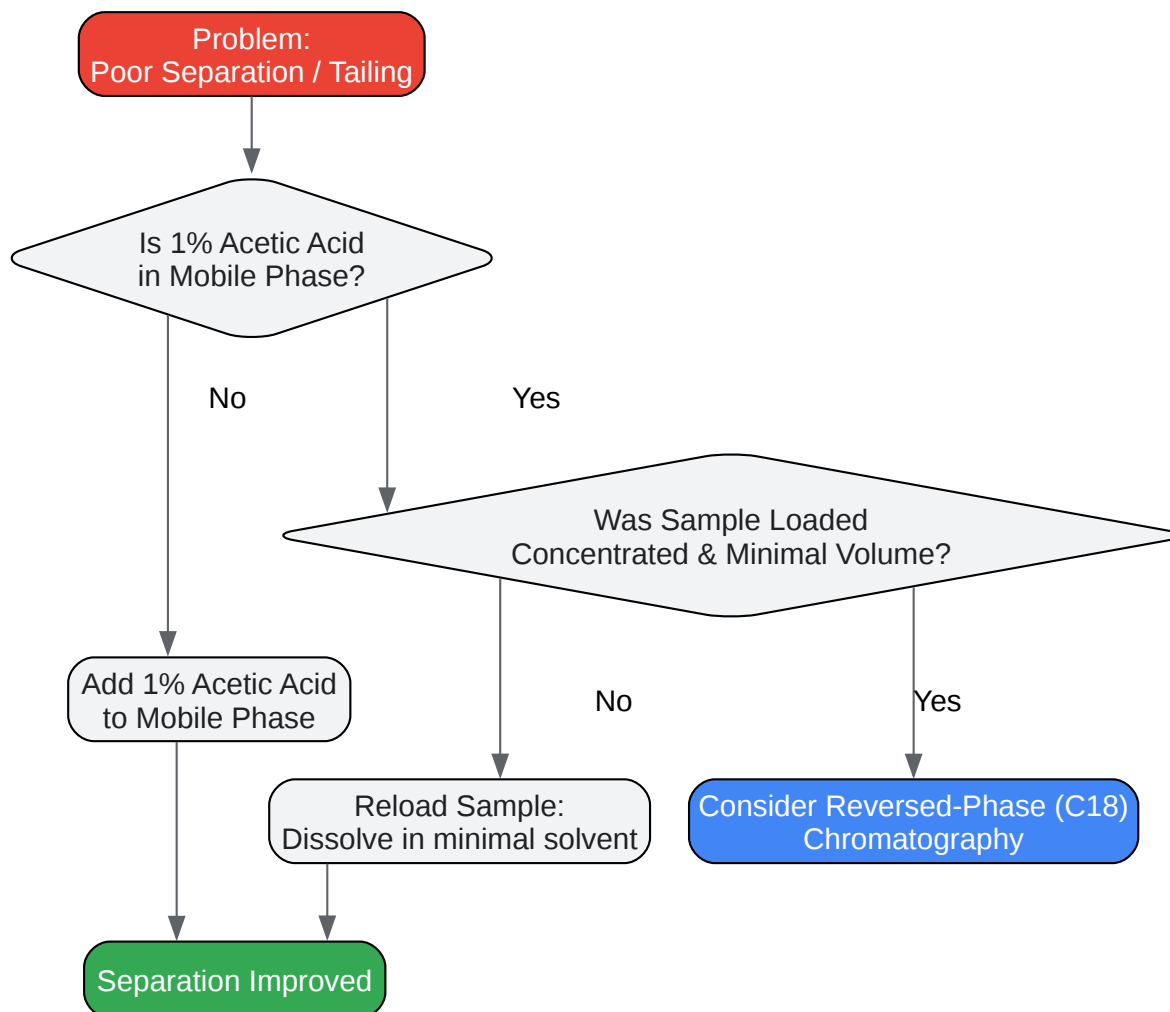 Problem:
Poor Separation / Tailing
Is 1% Acetic Acid
in Mobile Phase?
No
Yes
Was Sample Loaded
Concentrated & Minimal Volume?
Add 1% Acetic Acid
to Mobile Phase
No
Yes
Reload Sample:
Dissolve in minimal solvent
Consider Reversed-Phase (C18)
Chromatography
Separation Improved